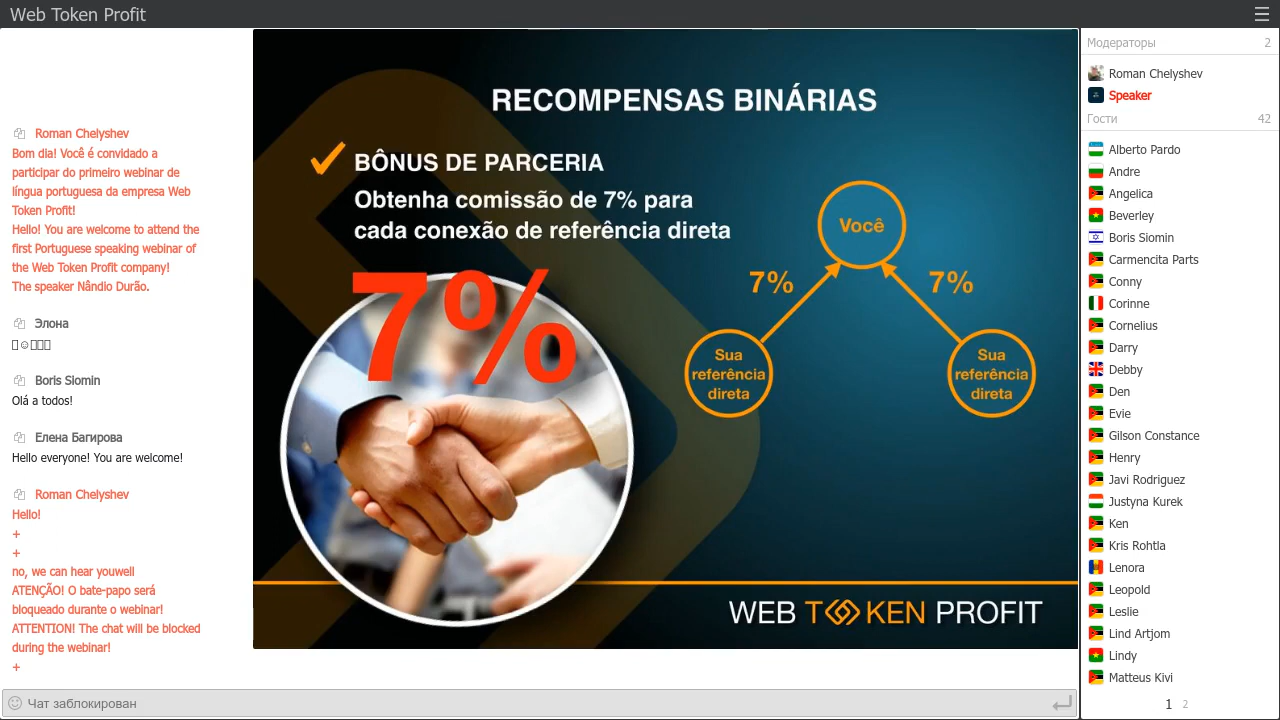 Web Token Profit
Roman Chelyshev
Bom dia! Você é convidado a
participar do primeiro webinar de
língua portuguesa da empresa Web
Token Profit!
Hello! You are welcome to attend the
first Portuguese speaking webinar of
the Web Token Profit company!
The speaker Nândio Durão.
Элона
Boris Siomin
Olá a todos!
Елена Багирова
Hello everyone! You are welcome!
Roman Chelyshev
Hello!
+
+
no, we can hear youwell
ATENÇÃO! O bate-papo será
bloqueado durante o webinar!
ATTENTION! The chat will be blocked
during the webinar!
+
Чат заблокирован
RECOMPENSAS BINÁRIAS
BÔNUS DE PARCERIA
Obtenha comissão de 7% para
cada conexão de referência direta
7%
Você
7% 7%
Sua
referência
direta
Sua
referência
direta
WEB TOKEN PROFIT
Модераторы 2
Roman Chelyshev
Speaker
Гости 42
Alberto Pardo
Andre
Angelica
Beverley
Boris Siomin
Carmencita Parts
Conny
Corinne
Cornelius
Darry
Debby
Den
Evie
Gilson Constance
Henry
Javi Rodriguez
Justyna Kurek
Ken
Kris Rohtla
Lenora
Leopold
Leslie
Lind Artjom
Lindy
Matteus Kivi
1 2